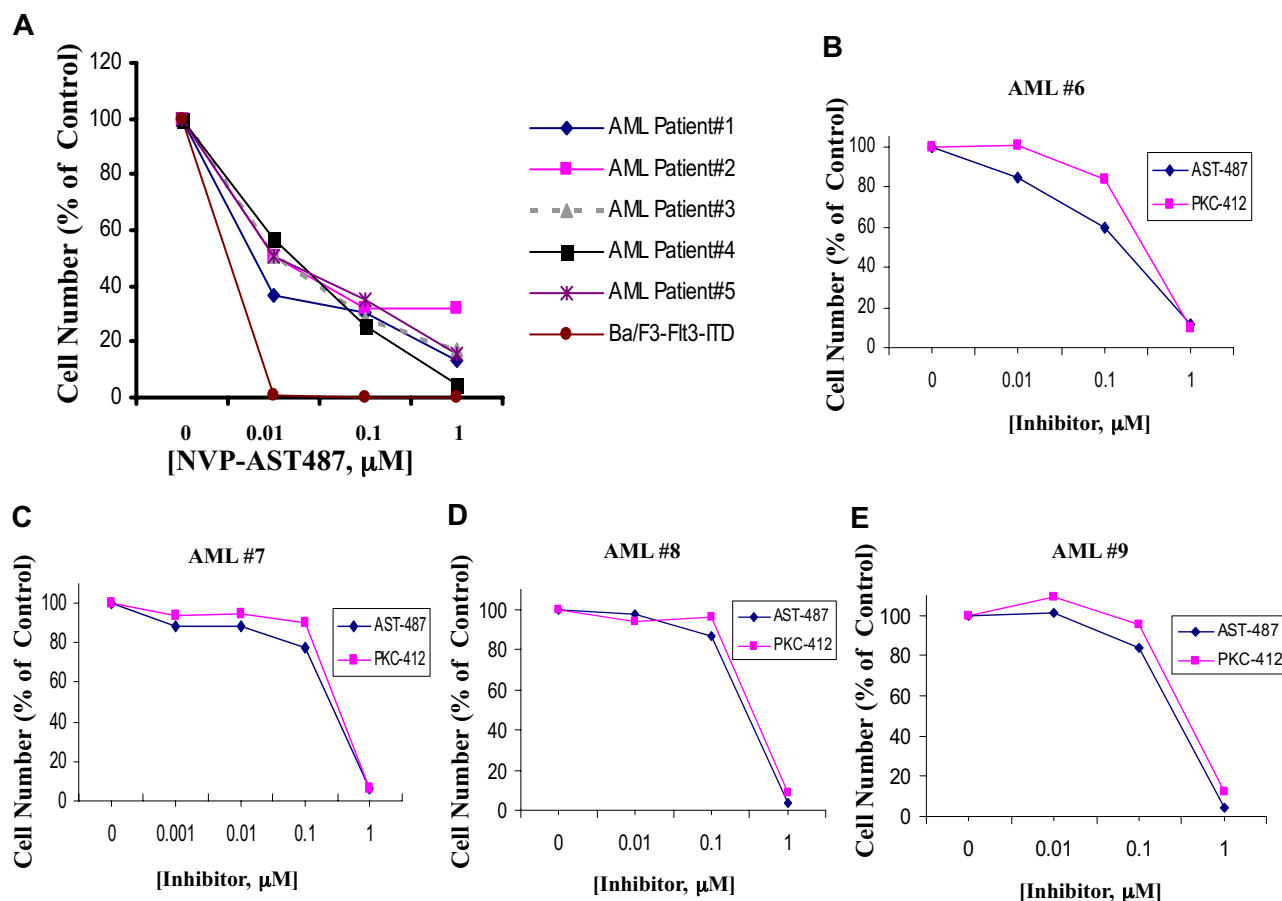 A
Cell Number (% of Control)
120
100
80
60
40
20
0
0 0.01 0.1 1
[NVP-AST487, μM]
AML Patient#1
AML Patient#2
AML Patient#3
AML Patient#4
AML Patient#5
Ba/F3-Flt3-ITD
B
AML #6
Cell Number (% of Control)
100
80
60
40
20
0
0 0.01 0.1 1
[Inhibitor, μM]
AST-487
PKC-412
C
AML #7
Cell Number (% of Control)
100
80
60
40
20
0
0 0.001 0.01 0.1 1
[Inhibitor, μM]
AST-487
PKC-412
D
AML #8
Cell Number (% of Control)
100
80
60
40
20
0
0 0.01 0.1 1
[Inhibitor, μM]
AST-487
PKC-412
E
AML #9
Cell Number (% of Control)
100
80
60
40
20
0
0 0.01 0.1 1
[Inhibitor, μM]
AST-487
PKC-412